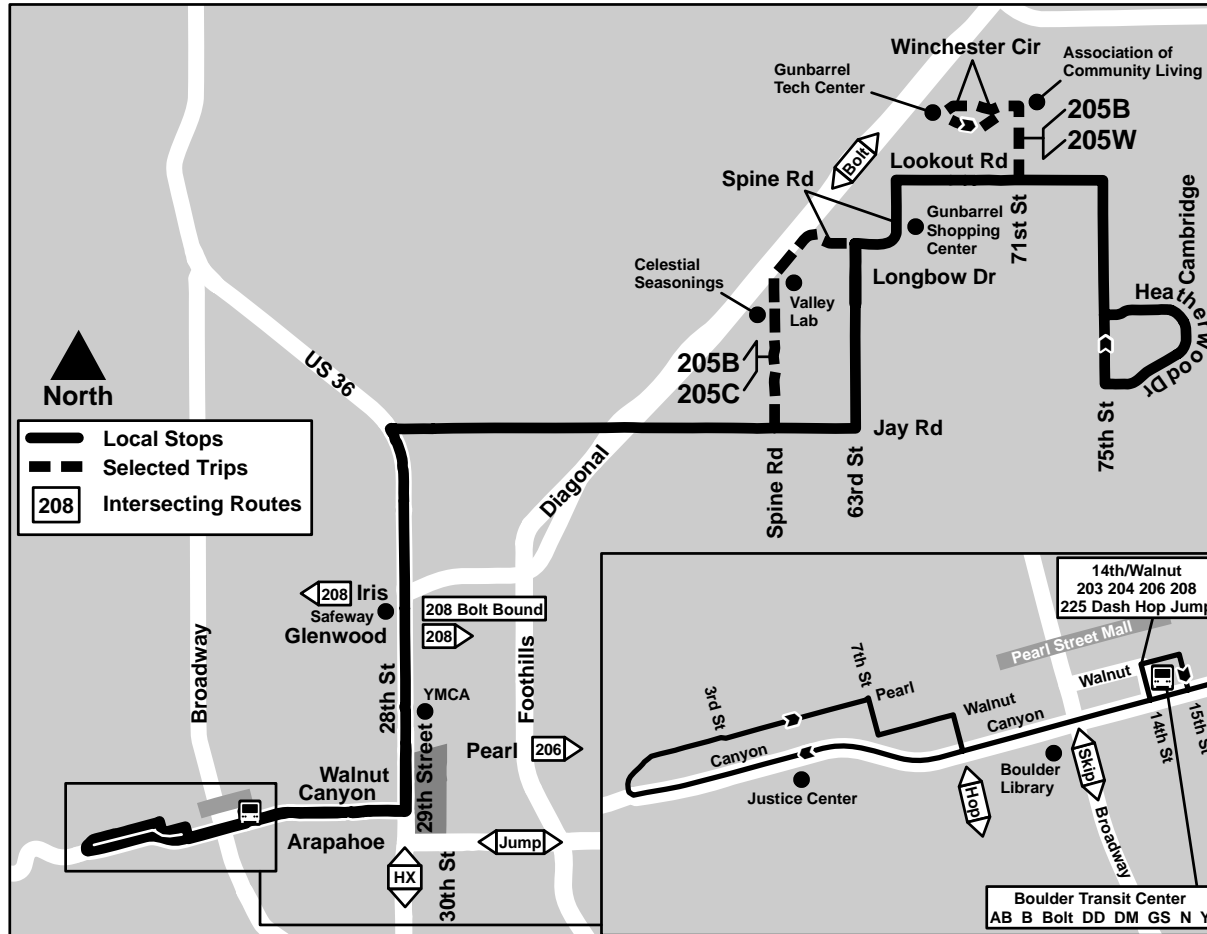 Winchester Cir
Association of
Community Living
Gunbarrel
Tech Center
205B
205W
Bolt
Lookout Rd
Spine Rd
Gunbarrel
Shopping
Center
71st St
Cambridge
Heatherwood Dr
Celestial
Seasonings
Valley
Lab
Longbow Dr
205B
205C
US 36
North
Local Stops
Selected Trips
208 Intersecting Routes
Jay Rd
Diagonal
Spine Rd
63rd St
75th St
208 Iris
Safeway
Glenwood
208 Bolt Bound
208
Broadway
28th St
YMCA
Foothills
29th Street
Pearl 206
Walnut
Canyon
Arapahoe
Jump
HX
30th St
14th/Walnut
203 204 206 208
225 Dash Hop Jump
Pearl Street Mall
7th St
Pearl
3rd St
Walnut
Walnut
Canyon
Canyon
14th St
15th St
Justice Center
Hop
Boulder
Library
Skip
Broadway
Boulder Transit Center
AB B Bolt DD DM GS N Y